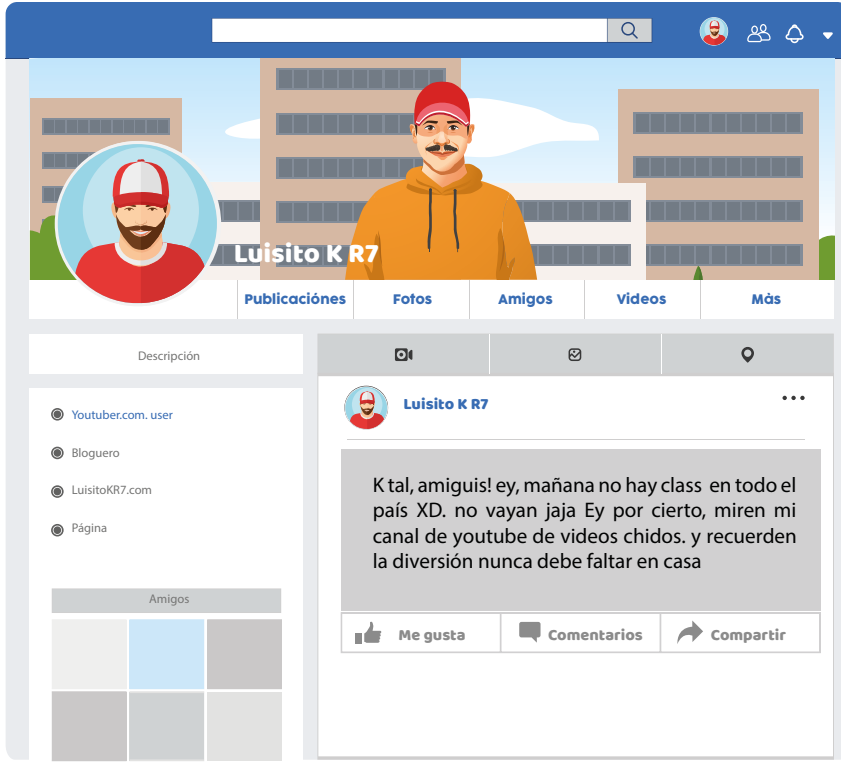 Luisito K R7
Publicaciónes
Fotos
Amigos
Videos
Màs
Descripción
Youtuber.com. user
Bloguero
LuisitoKR7.com
Página
Amigos
Luisito K R7
K tal, amiguis! ey, mañana no hay class en todo el
país XD. no vayan jaja Ey por cierto, miren mi
canal de youtube de videos chidos. y recuerden
la diversión nunca debe faltar en casa
Me gusta
Comentarios
Compartir